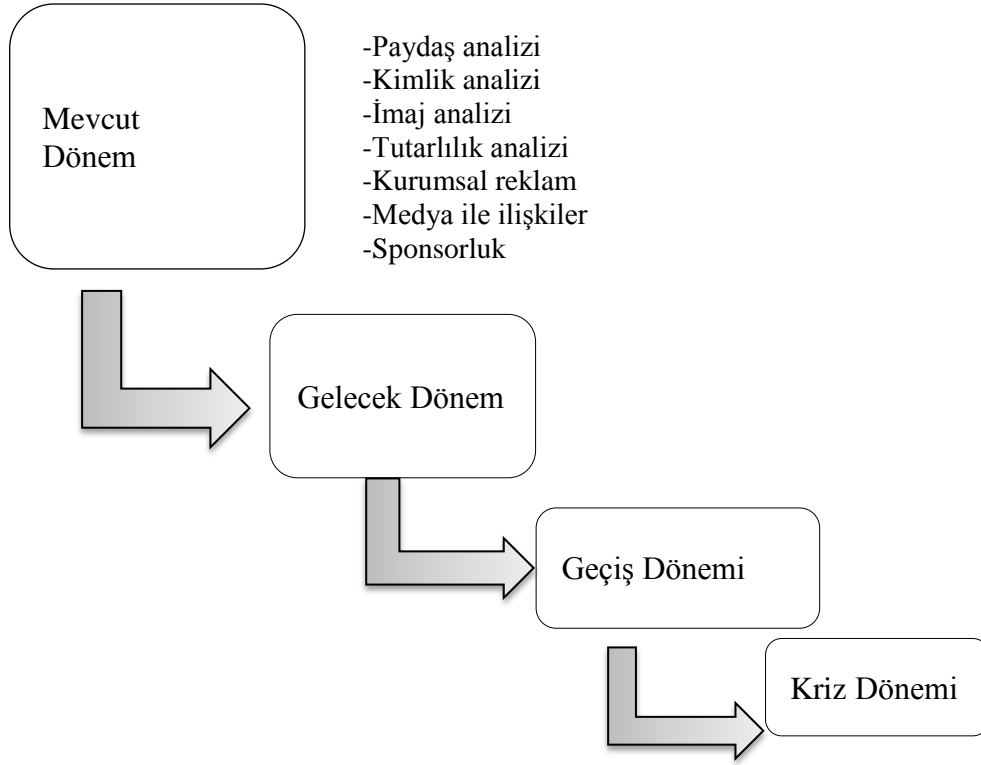 Mevcut
Dönem
-Paydaş analizi
-Kimlik analizi
-İmaj analizi
-Tutarlılık analizi
-Kurumsal reklam
-Medya ile ilişkiler
-Sponsorluk
Gelecek Dönem
Geçiş Dönemi
Kriz Dönemi